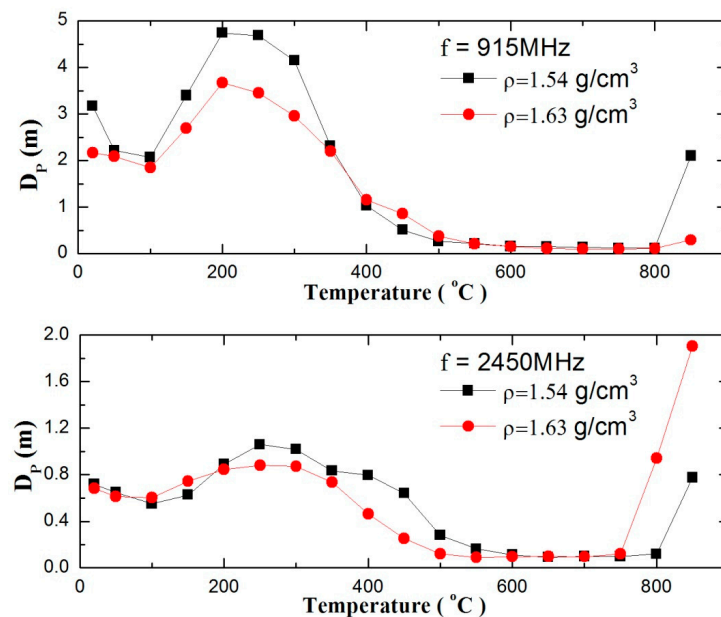 5
4
3
2
1
0
D_P (m)
f = 915MHz
ρ=1.54 g/cm³
ρ=1.63 g/cm³
0 200 400 600 800
Temperature ( °C )
2.0
1.6
1.2
0.8
0.4
0.0
D_P (m)
f = 2450MHz
ρ=1.54 g/cm³
ρ=1.63 g/cm³
0 200 400 600 800
Temperature ( °C )